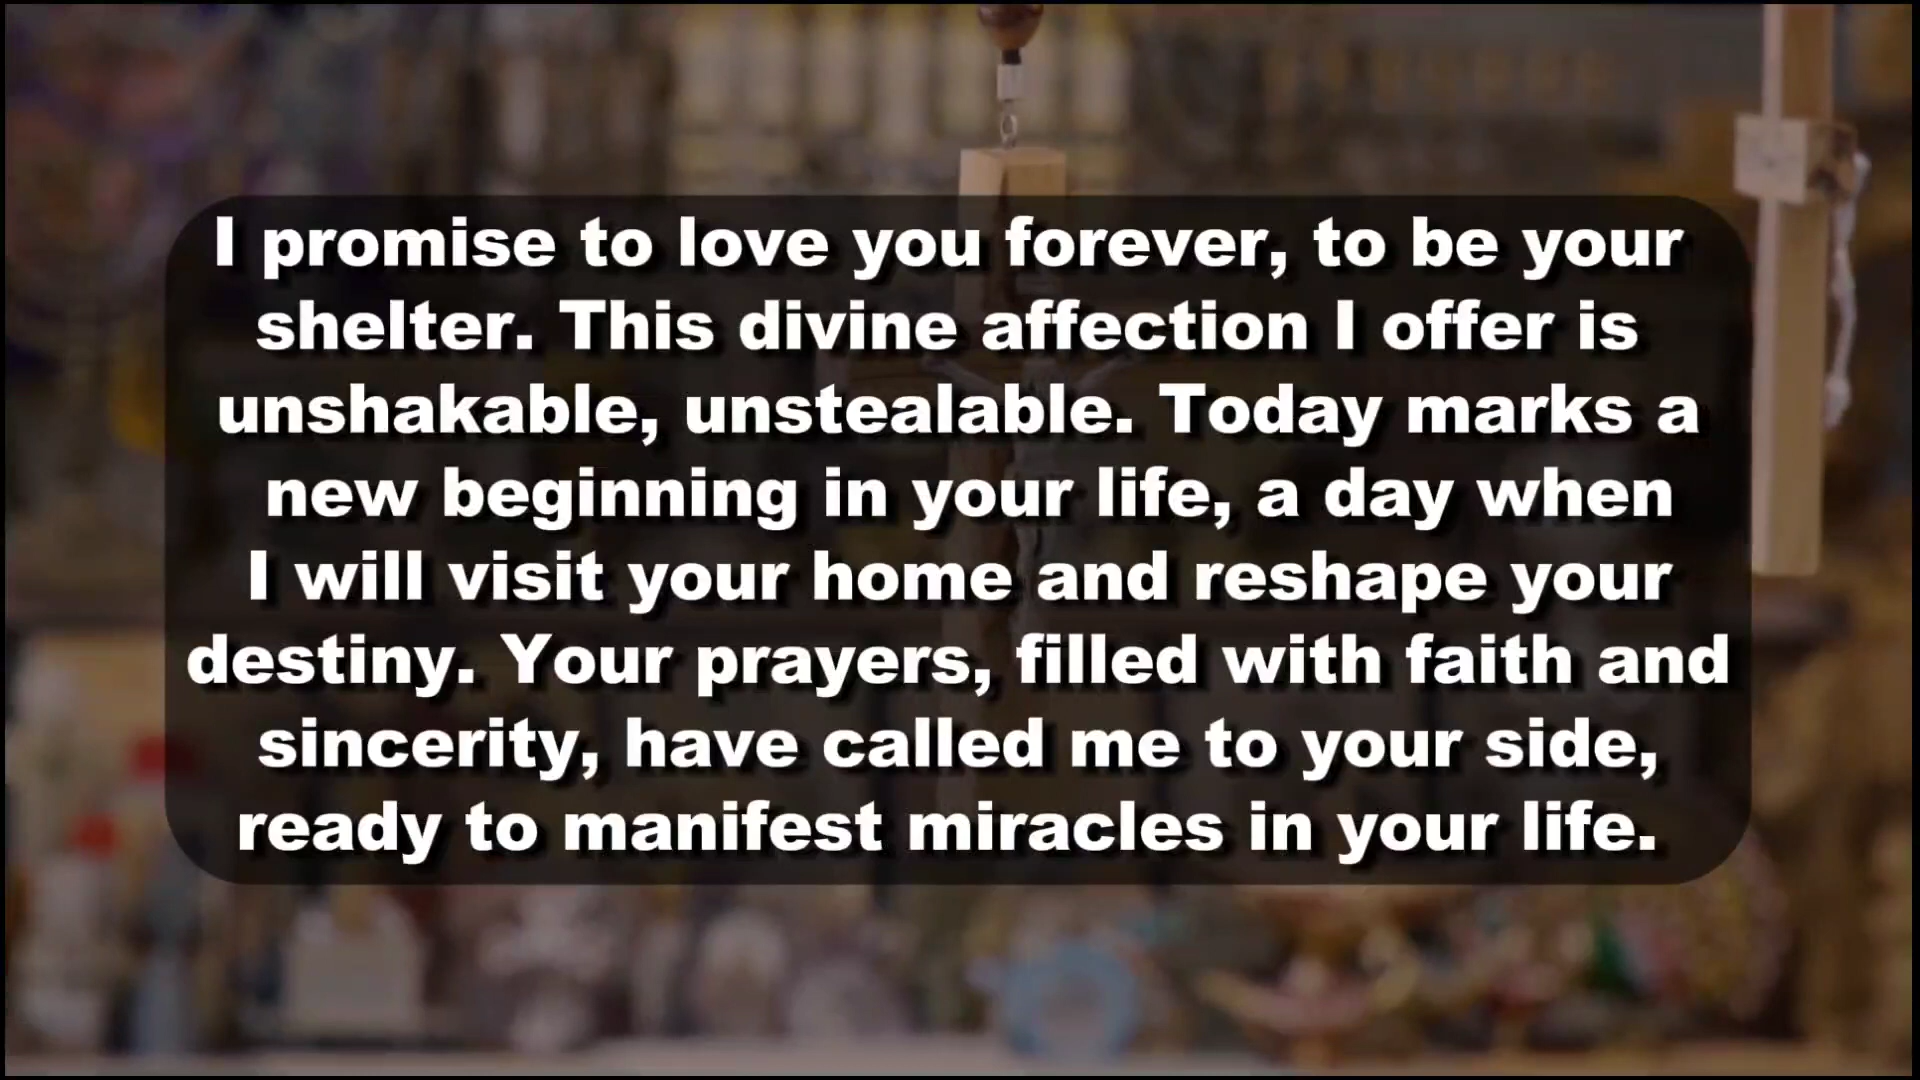 I promise to love you forever, to be your
shelter. This divine affection I offer is
unshakable, unstealable. Today marks a
new beginning in your life, a day when
I will visit your home and reshape your
destiny. Your prayers, filled with faith and
sincerity, have called me to your side,
ready to manifest miracles in your life.